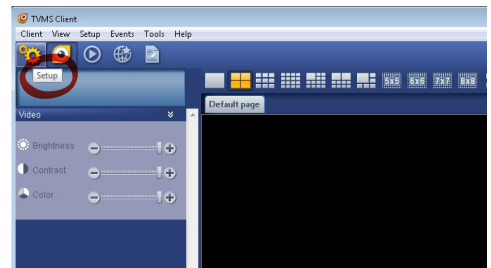 TVMS Client
Client View Setup Events Tools Help
Setup
5x5 6x6 7x7 8x8
Default page
Video
Brightness
Contrast
Color